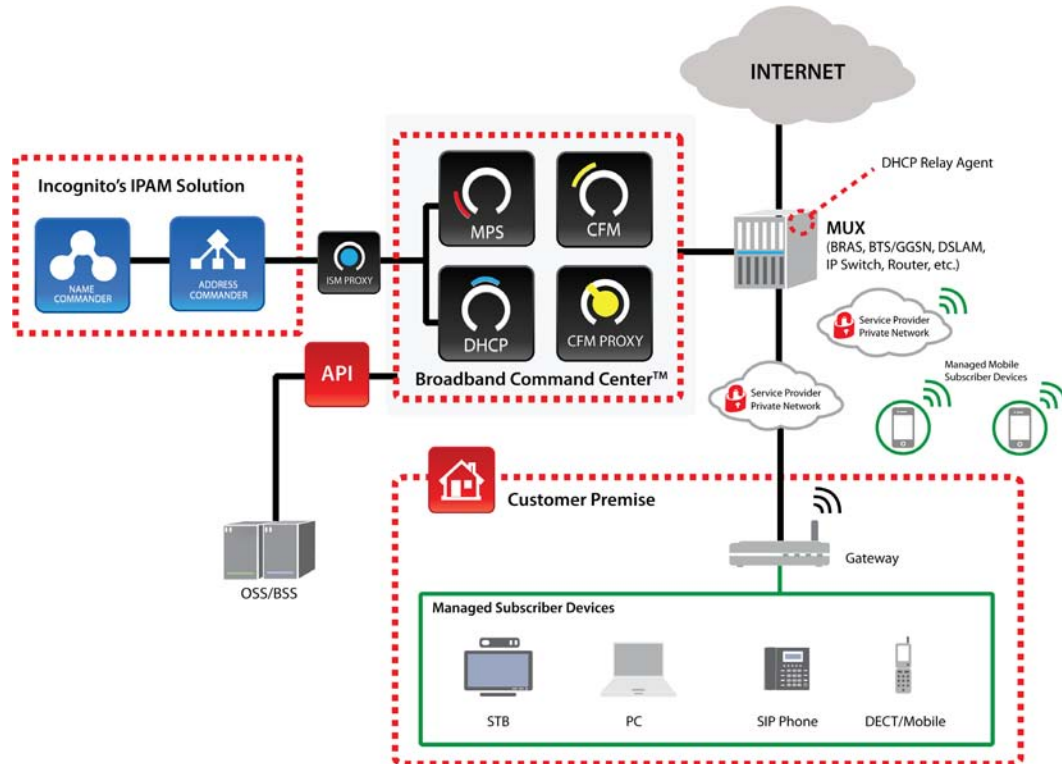 INTERNET
DHCP Relay Agent
Incognito's IPAM Solution
NAME
COMMANDER
ADDRESS
COMMANDER
ISM PROXY
MPS
CFM
DHCP
CFM PROXY
Broadband Command Center™
MUX
(BRAS, BTS/GGSN, DSLAM,
IP Switch, Router, etc.)
Service Provider
Private Network
Managed Mobile
Subscriber Devices
API
Service Provider
Private Network
OSS/BSS
Customer Premise
Gateway
Managed Subscriber Devices
STB
PC
SIP Phone
DECT/Mobile